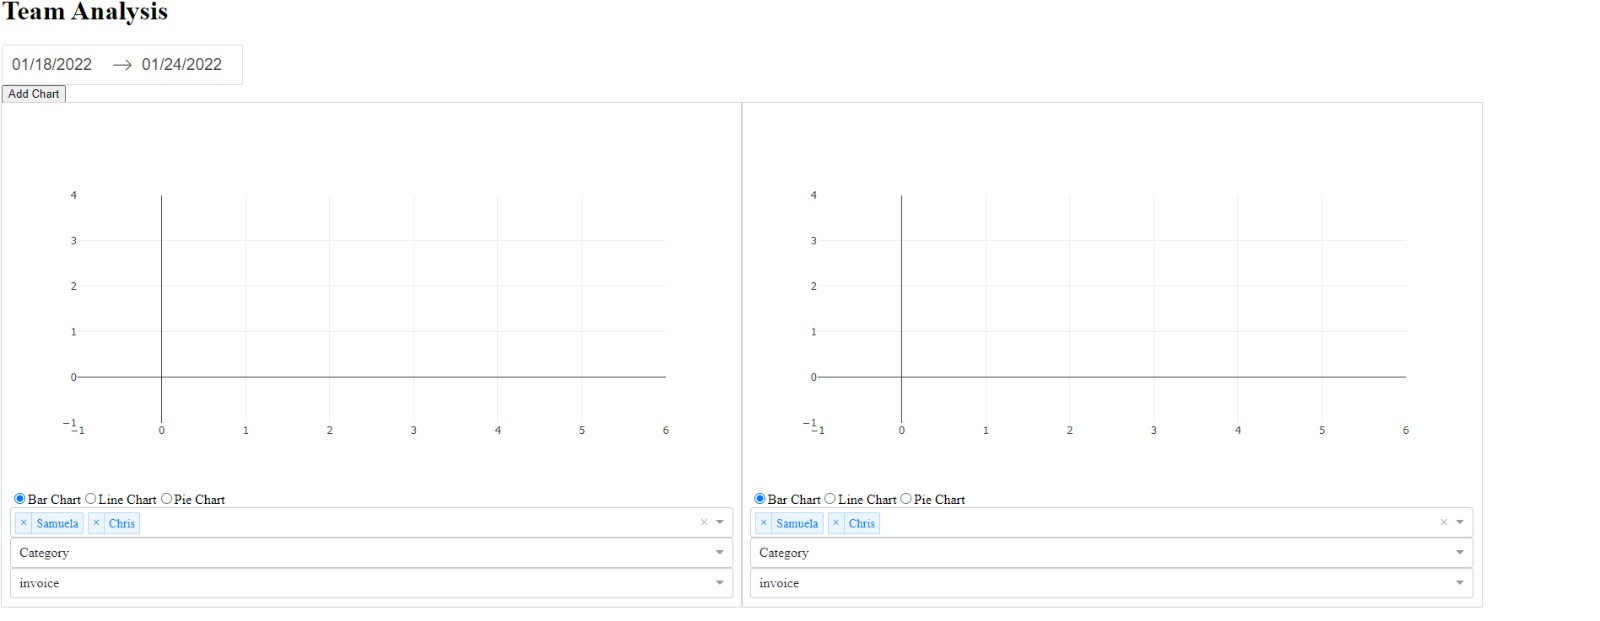 Team Analysis
01/18/2022 → 01/24/2022
Add Chart
4
3
2
1
0
−1
−1 0 1 2 3 4 5 6
Bar Chart Line Chart Pie Chart
× Samuela × Chris ×
Category
invoice
4
3
2
1
0
−1
−1 0 1 2 3 4 5 6
Bar Chart Line Chart Pie Chart
× Samuela × Chris ×
Category
invoice